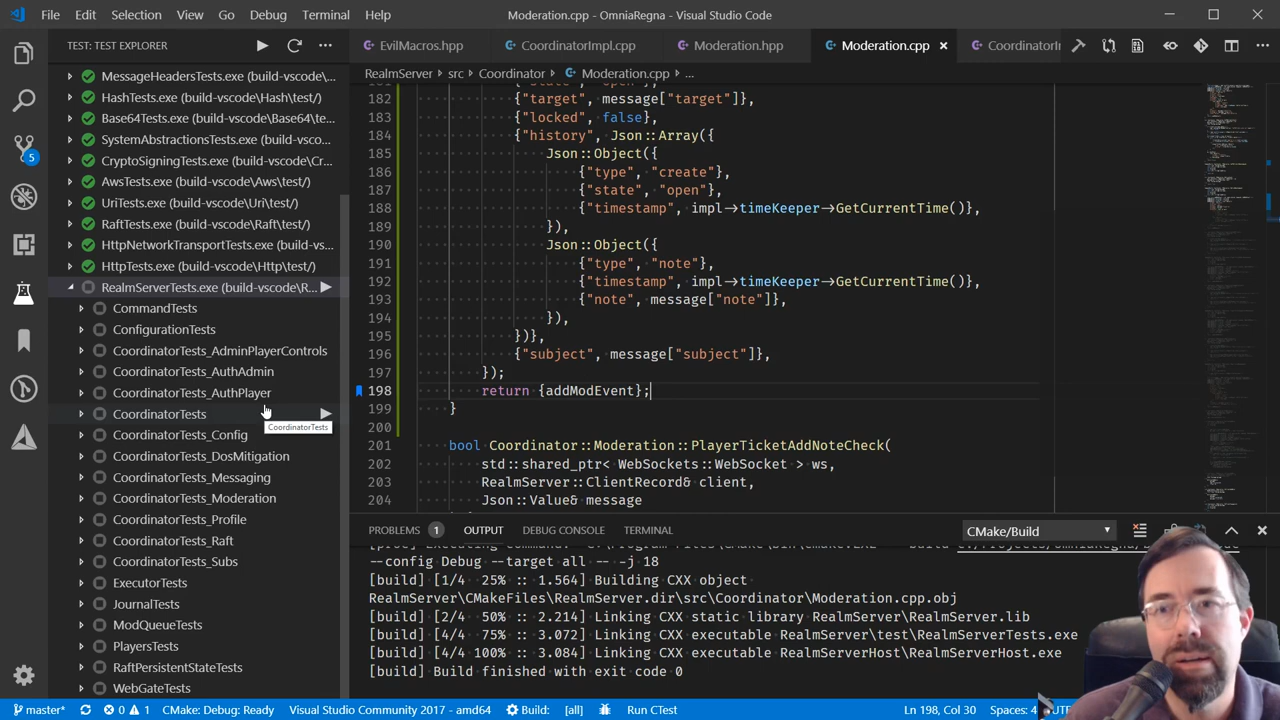 File Edit Selection View Go Debug Terminal Help Moderation.cpp - OmniaRegna - Visual Studio Code
TEST: TEST EXPLORER
EvilMacros.hpp CoordinatorImpl.cpp Moderation.hpp Moderation.cpp CoordinatorI
RealmServer › src › Coordinator › Moderation.cpp › ...
MessageHeadersTests.exe (build-vscode\...
HashTests.exe (build-vscode\Hash\test/)
Base64Tests.exe (build-vscode\Base64\te...
SystemAbstractionsTests.exe (build-vsco...
CryptoSigningTests.exe (build-vscode\Cr...
AwsTests.exe (build-vscode\Aws\test/)
UriTests.exe (build-vscode\Uri\test/)
RaftTests.exe (build-vscode\Raft\test/)
HttpNetworkTransportTests.exe (build-vs...
HttpTests.exe (build-vscode\Http\test/)
RealmServerTests.exe (build-vscode\R...
CommandTests
ConfigurationTests
CoordinatorTests_AdminPlayerControls
CoordinatorTests_AuthAdmin
CoordinatorTests_AuthPlayer
CoordinatorTests
CoordinatorTests
CoordinatorTests_Config
CoordinatorTests_DosMitigation
CoordinatorTests_Messaging
CoordinatorTests_Moderation
CoordinatorTests_Profile
CoordinatorTests_Raft
CoordinatorTests_Subs
ExecutorTests
JournalTests
ModQueueTests
PlayersTests
RaftPersistentStateTests
WebGateTests
5
181 {"state", "open"},
182 {"target", message["target"]},
183 {"locked", false},
184 {"history", Json::Array({
185 Json::Object({
186 {"type", "create"},
187 {"state", "open"},
188 {"timestamp", impl->timeKeeper->GetCurrentTime()},
189 }),
190 Json::Object({
191 {"type", "note"},
192 {"timestamp", impl->timeKeeper->GetCurrentTime()},
193 {"note", message["note"]},
194 }),
195 })},
196 {"subject", message["subject"]},
197 });
198 return {addModEvent};
199 }
200
201 bool Coordinator::Moderation::PlayerTicketAddNoteCheck(
202 std::shared_ptr< WebSockets::WebSocket > ws,
203 RealmServer::ClientRecord& client,
204 Json::Value& message
PROBLEMS 1 OUTPUT DEBUG CONSOLE TERMINAL CMake/Build
--config Debug --target all -- -j 18
[build] [1/4 25% :: 1.564] Building CXX object
RealmServer\CMakeFiles\RealmServer.dir\src\Coordinator\Moderation.cpp.obj
[build] [2/4 50% :: 2.214] Linking CXX static library RealmServer\RealmServer.lib
[build] [4/4 75% :: 3.072] Linking CXX executable RealmServer\test\RealmServerTests.exe
[build] [4/4 100% :: 3.084] Linking CXX executable RealmServerHost\RealmServerHost.exe
[build] Build finished with exit code 0
master* 0 1 CMake: Debug: Ready Visual Studio Community 2017 - amd64 Build: [all] Run CTest Ln 198, Col 30 Spaces: 4